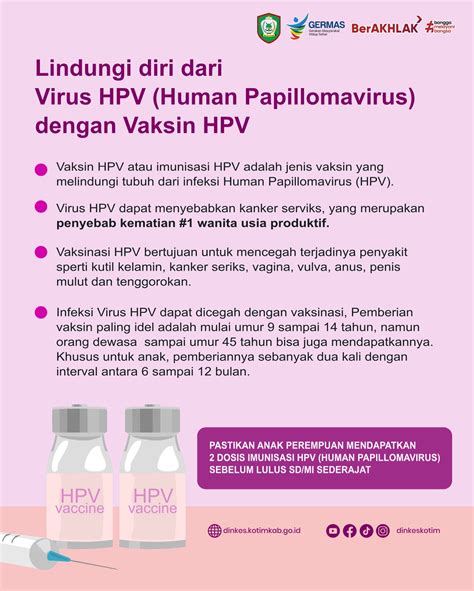 GERMAS
Gerakan Masyarakat
Hidup Sehat
BerAKHLAK
bangga
melayani
bangsa
Lindungi diri dari
Virus HPV (Human Papillomavirus)
dengan Vaksin HPV
Vaksin HPV atau imunisasi HPV adalah jenis vaksin yang
melindungi tubuh dari infeksi Human Papillomavirus (HPV).
Virus HPV dapat menyebabkan kanker serviks, yang merupakan
penyebab kematian #1 wanita usia produktif.
Vaksinasi HPV bertujuan untuk mencegah terjadinya penyakit
sperti kutil kelamin, kanker seriks, vagina, vulva, anus, penis
mulut dan tenggorokan.
Infeksi Virus HPV dapat dicegah dengan vaksinasi, Pemberian
vaksin paling idel adalah mulai umur 9 sampai 14 tahun, namun
orang dewasa sampai umur 45 tahun bisa juga mendapatkannya.
Khusus untuk anak, pemberiannya sebanyak dua kali dengan
interval antara 6 sampai 12 bulan.
PASTIKAN ANAK PEREMPUAN MENDAPATKAN
2 DOSIS IMUNISASI HPV (HUMAN PAPILLOMAVIRUS)
SEBELUM LULUS SD/MI SEDERAJAT
HPV
vaccine
HPV
vaccine
dinkes.kotimkab.go.id
dinkeskotim